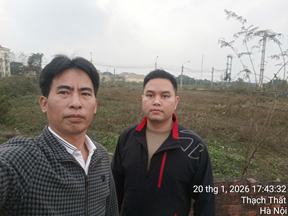 20 thg 1, 2026 17:43:32
Thạch Thất
Hà Nội